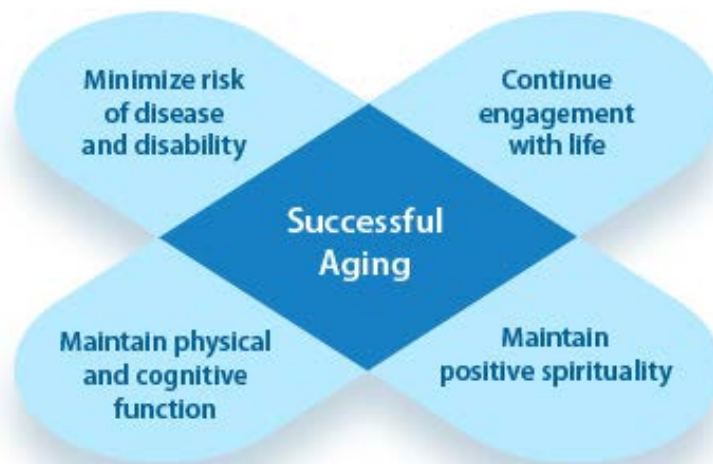 Minimize risk
of disease
and disability
Continue
engagement
with life
Successful
Aging
Maintain physical
and cognitive
function
Maintain
positive spirituality